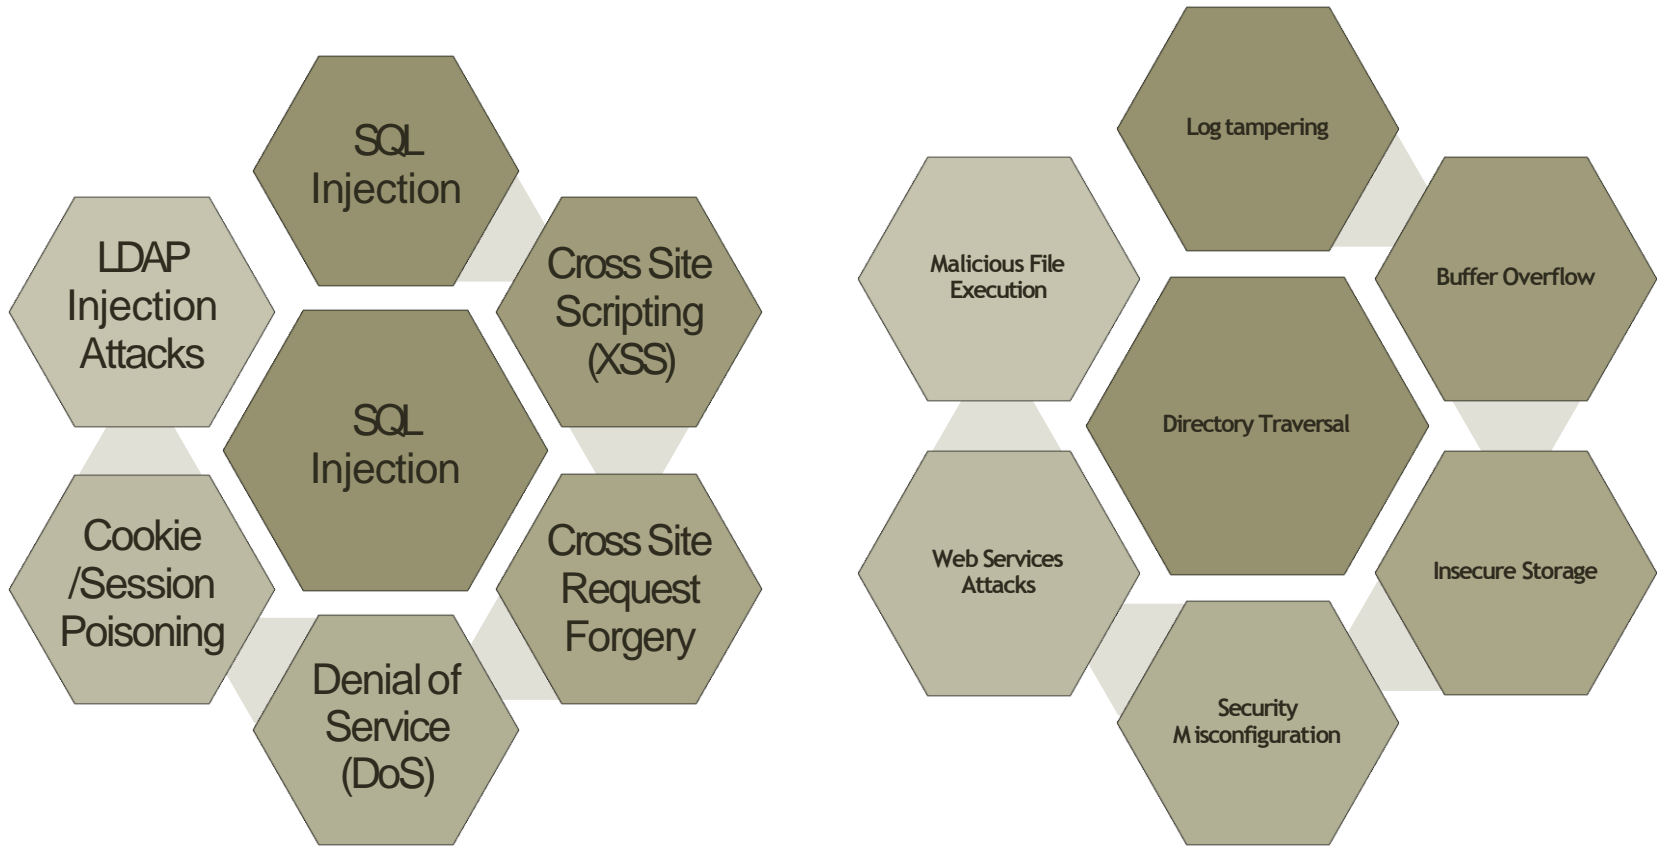 SQL
Injection
Cross Site
Scripting
(XSS)
Cross Site
Request
Forgery
Denial of
Service
(DoS)
Cookie
/Session
Poisoning
LDAP
Injection
Attacks
SQL
Injection
Log tampering
Buffer Overflow
Insecure Storage
Security
Misconfiguration
Web Services
Attacks
Malicious File
Execution
Directory Traversal